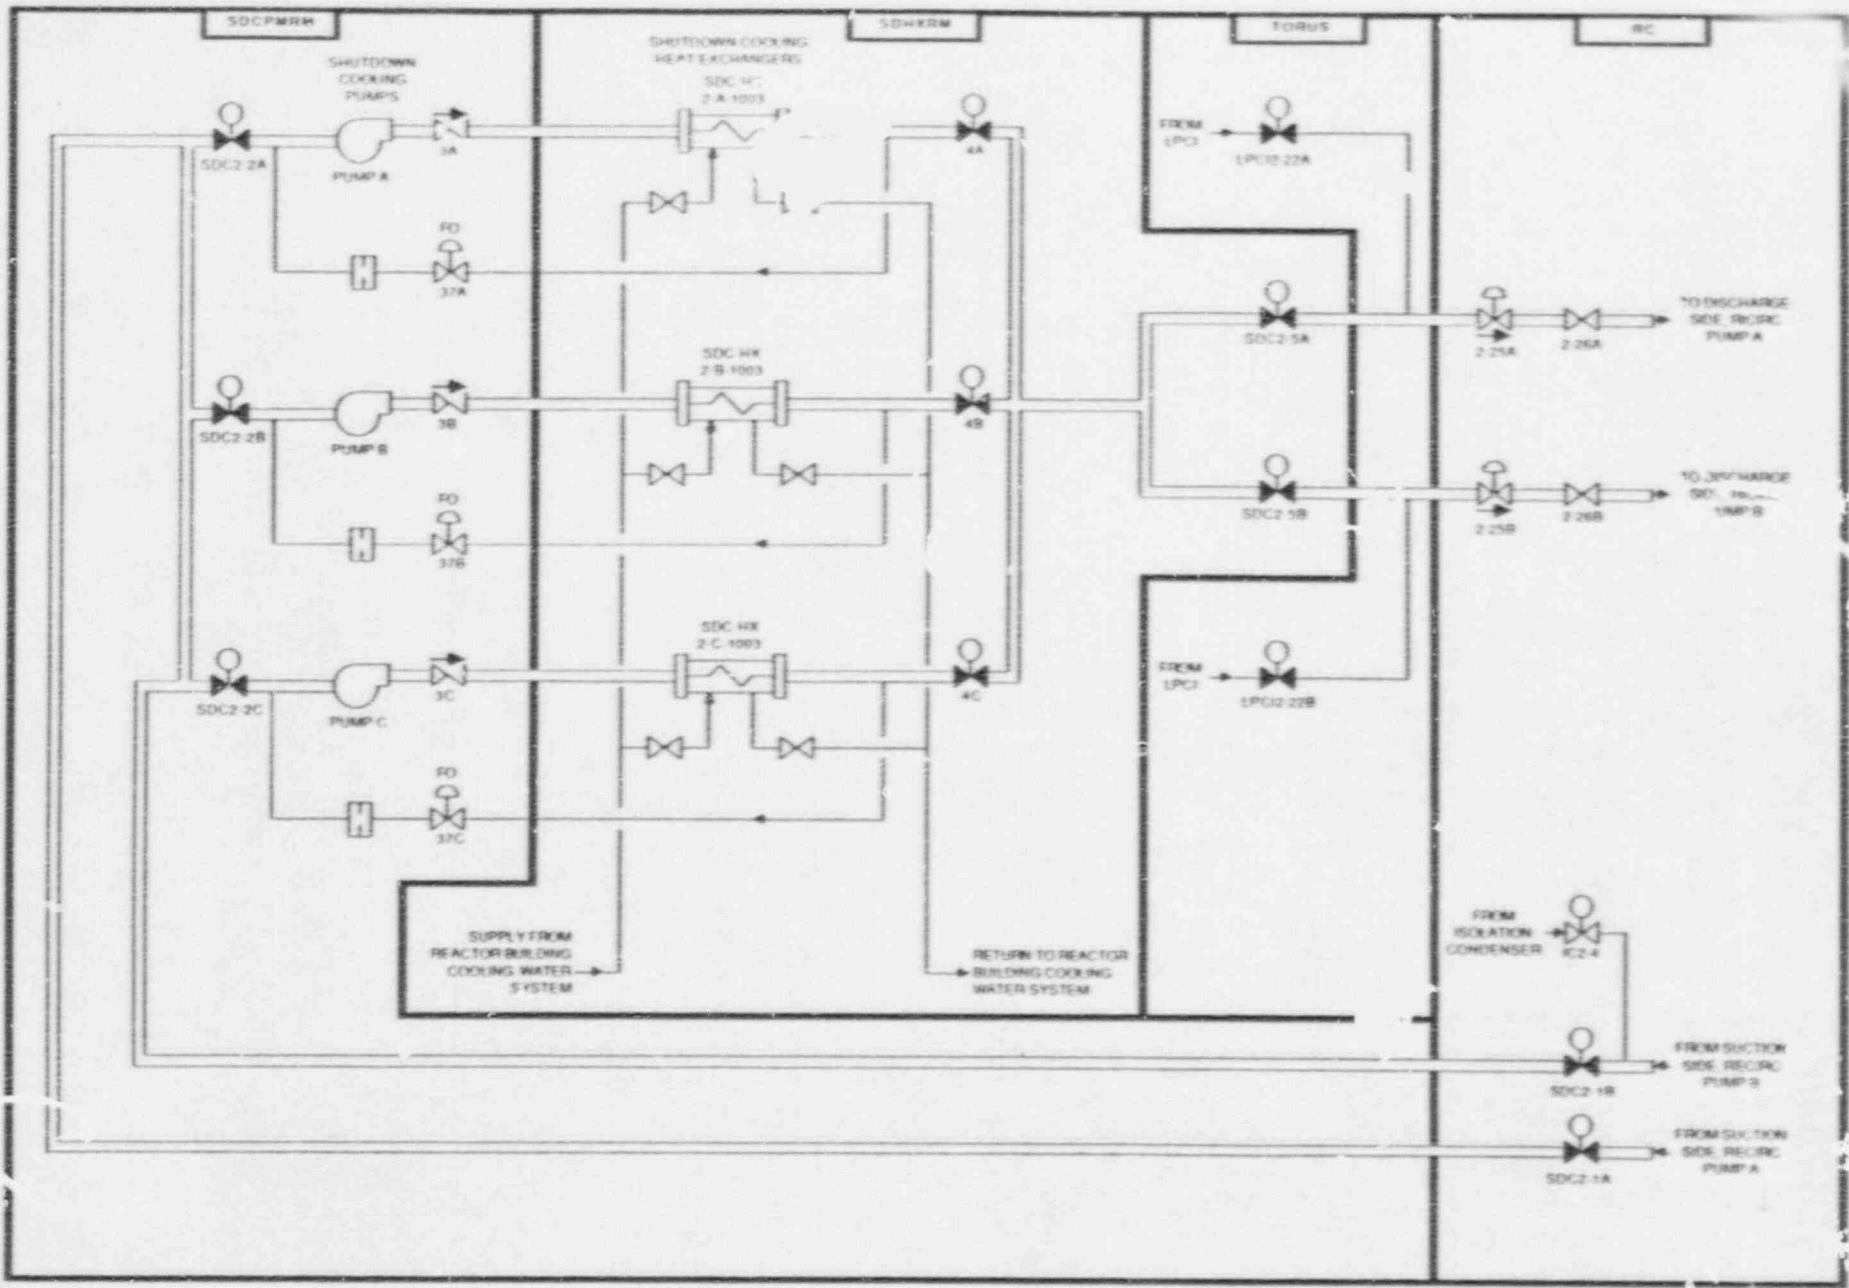 SDCPMRM
SDHXRM
TORUS
RC
SHUTDOWN
COOLING
PUMPS
SHUTDOWN COOLING
HEAT EXCHANGERS
SDC
2-A-1003
SDC2-2A
PUMP A
3A
4A
FROM
LPCI
LPCI2-22A
FO
37A
SDC HX
2-B-1003
SDC2-5A
2-25A
2-26A
TO DISCHARGE
SIDE, RICIRC
PUMP A
SDC2-2B
PUMP B
3B
4B
SDC2-5B
2-25B
2-26B
SIDE,
FO
37B
SDC HX
2-C-1003
SDC2-2C
PUMP C
3C
4C
FROM
LPCI
LPCI2-22B
FO
37C
SUPPLY FROM
REACTOR BUILDING
COOLING WATER
SYSTEM
RETURN TO REACTOR
BUILDING COOLING
WATER SYSTEM
FROM
ISOLATION
CONDENSER
IC2-4
SDC2-1B
FROM SUCTION
SIDE, RECIRC
PUMP B
SDC2-1A
FROM SUCTION
SIDE, RECIRC
PUMP A